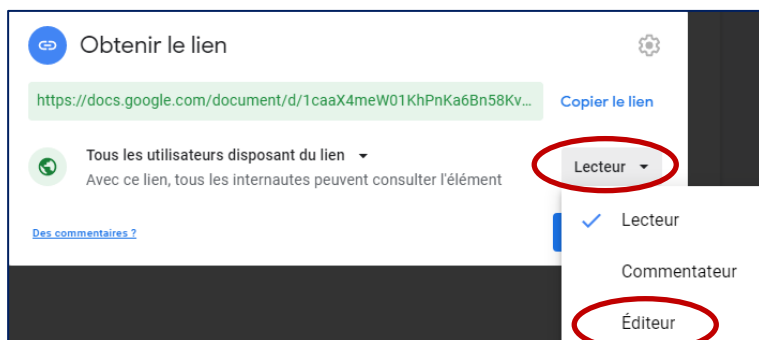 Obtenir le lien
https://docs.google.com/document/d/1caaX4meW01KhPnKa6Bn58Kv...
Copier le lien
Tous les utilisateurs disposant du lien
Lecteur
Avec ce lien, tous les internautes peuvent consulter l'élément
Des commentaires ?
Lecteur
Commentateur
Éditeur